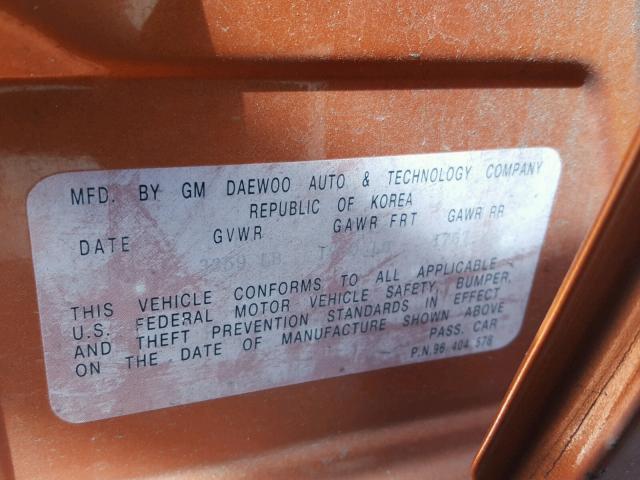 MFD. BY GM DAEWOO AUTO & TECHNOLOGY COMPANY
REPUBLIC OF KOREA
DATE GVWR GAWR FRT GAWR RR
LB
THIS VEHICLE CONFORMS TO ALL APPLICABLE
U.S. FEDERAL MOTOR VEHICLE SAFETY, BUMPER,
AND THEFT PREVENTION STANDARDS IN EFFECT
ON THE DATE OF MANUFACTURE SHOWN ABOVE
PASS. CAR
P.N.96 404 578